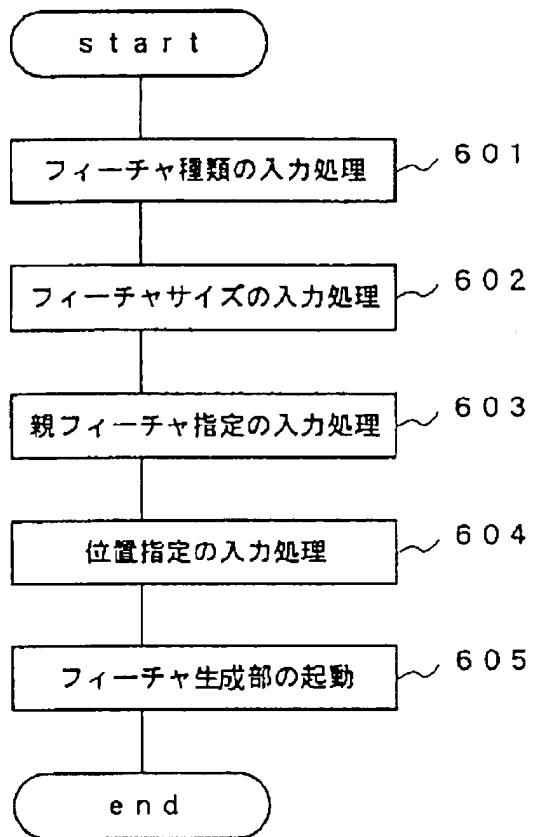 start
フィーチャ種類の入力処理 601
フィーチャサイズの入力処理 602
親フィーチャ指定の入力処理 603
位置指定の入力処理 604
フィーチャ生成部の起動 605
end